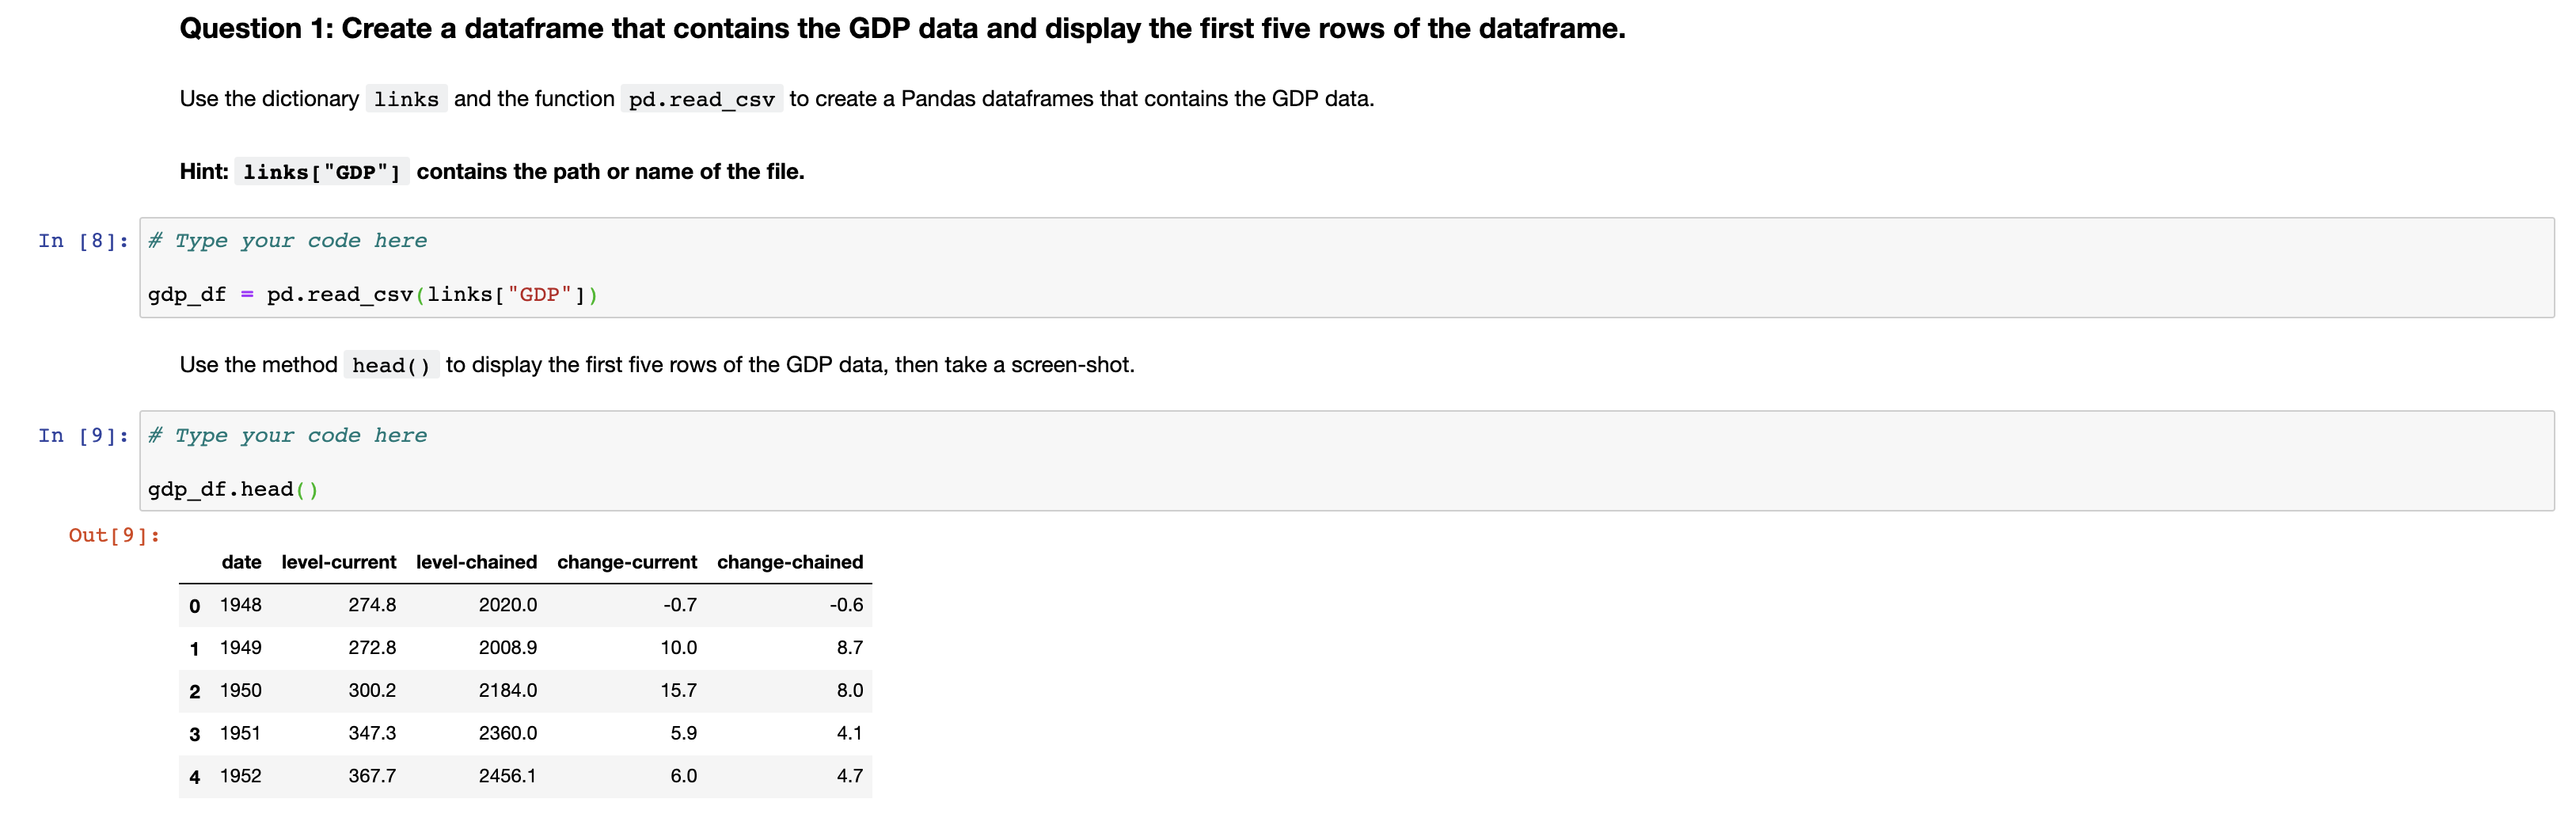 Question 1: Create a dataframe that contains the GDP data and display the first five rows of the dataframe.
Use the dictionary links and the function pd.read_csv to create a Pandas dataframes that contains the GDP data.
Hint: links["GDP"] contains the path or name of the file.
In [8]: # Type your code here
gdp_df = pd.read_csv(links["GDP"])
Use the method head() to display the first five rows of the GDP data, then take a screen-shot.
In [9]: # Type your code here
gdp_df.head()
Out[9]:
date level-current level-chained change-current change-chained
0 1948 274.8 2020.0 -0.7 -0.6
1 1949 272.8 2008.9 10.0 8.7
2 1950 300.2 2184.0 15.7 8.0
3 1951 347.3 2360.0 5.9 4.1
4 1952 367.7 2456.1 6.0 4.7